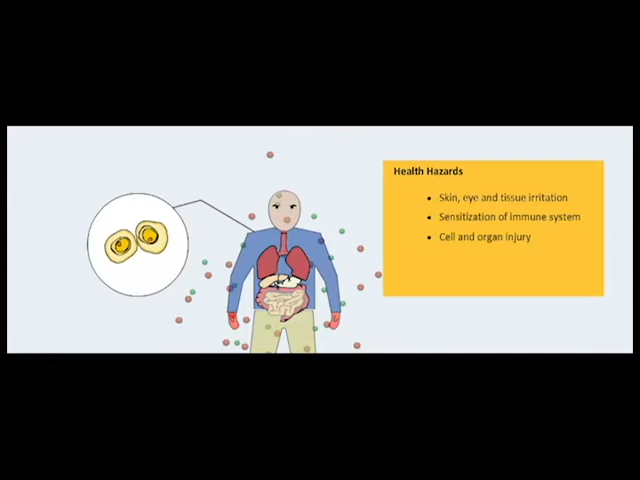 Health Hazards
• Skin, eye and tissue irritation
• Sensitization of immune system
• Cell and organ injury